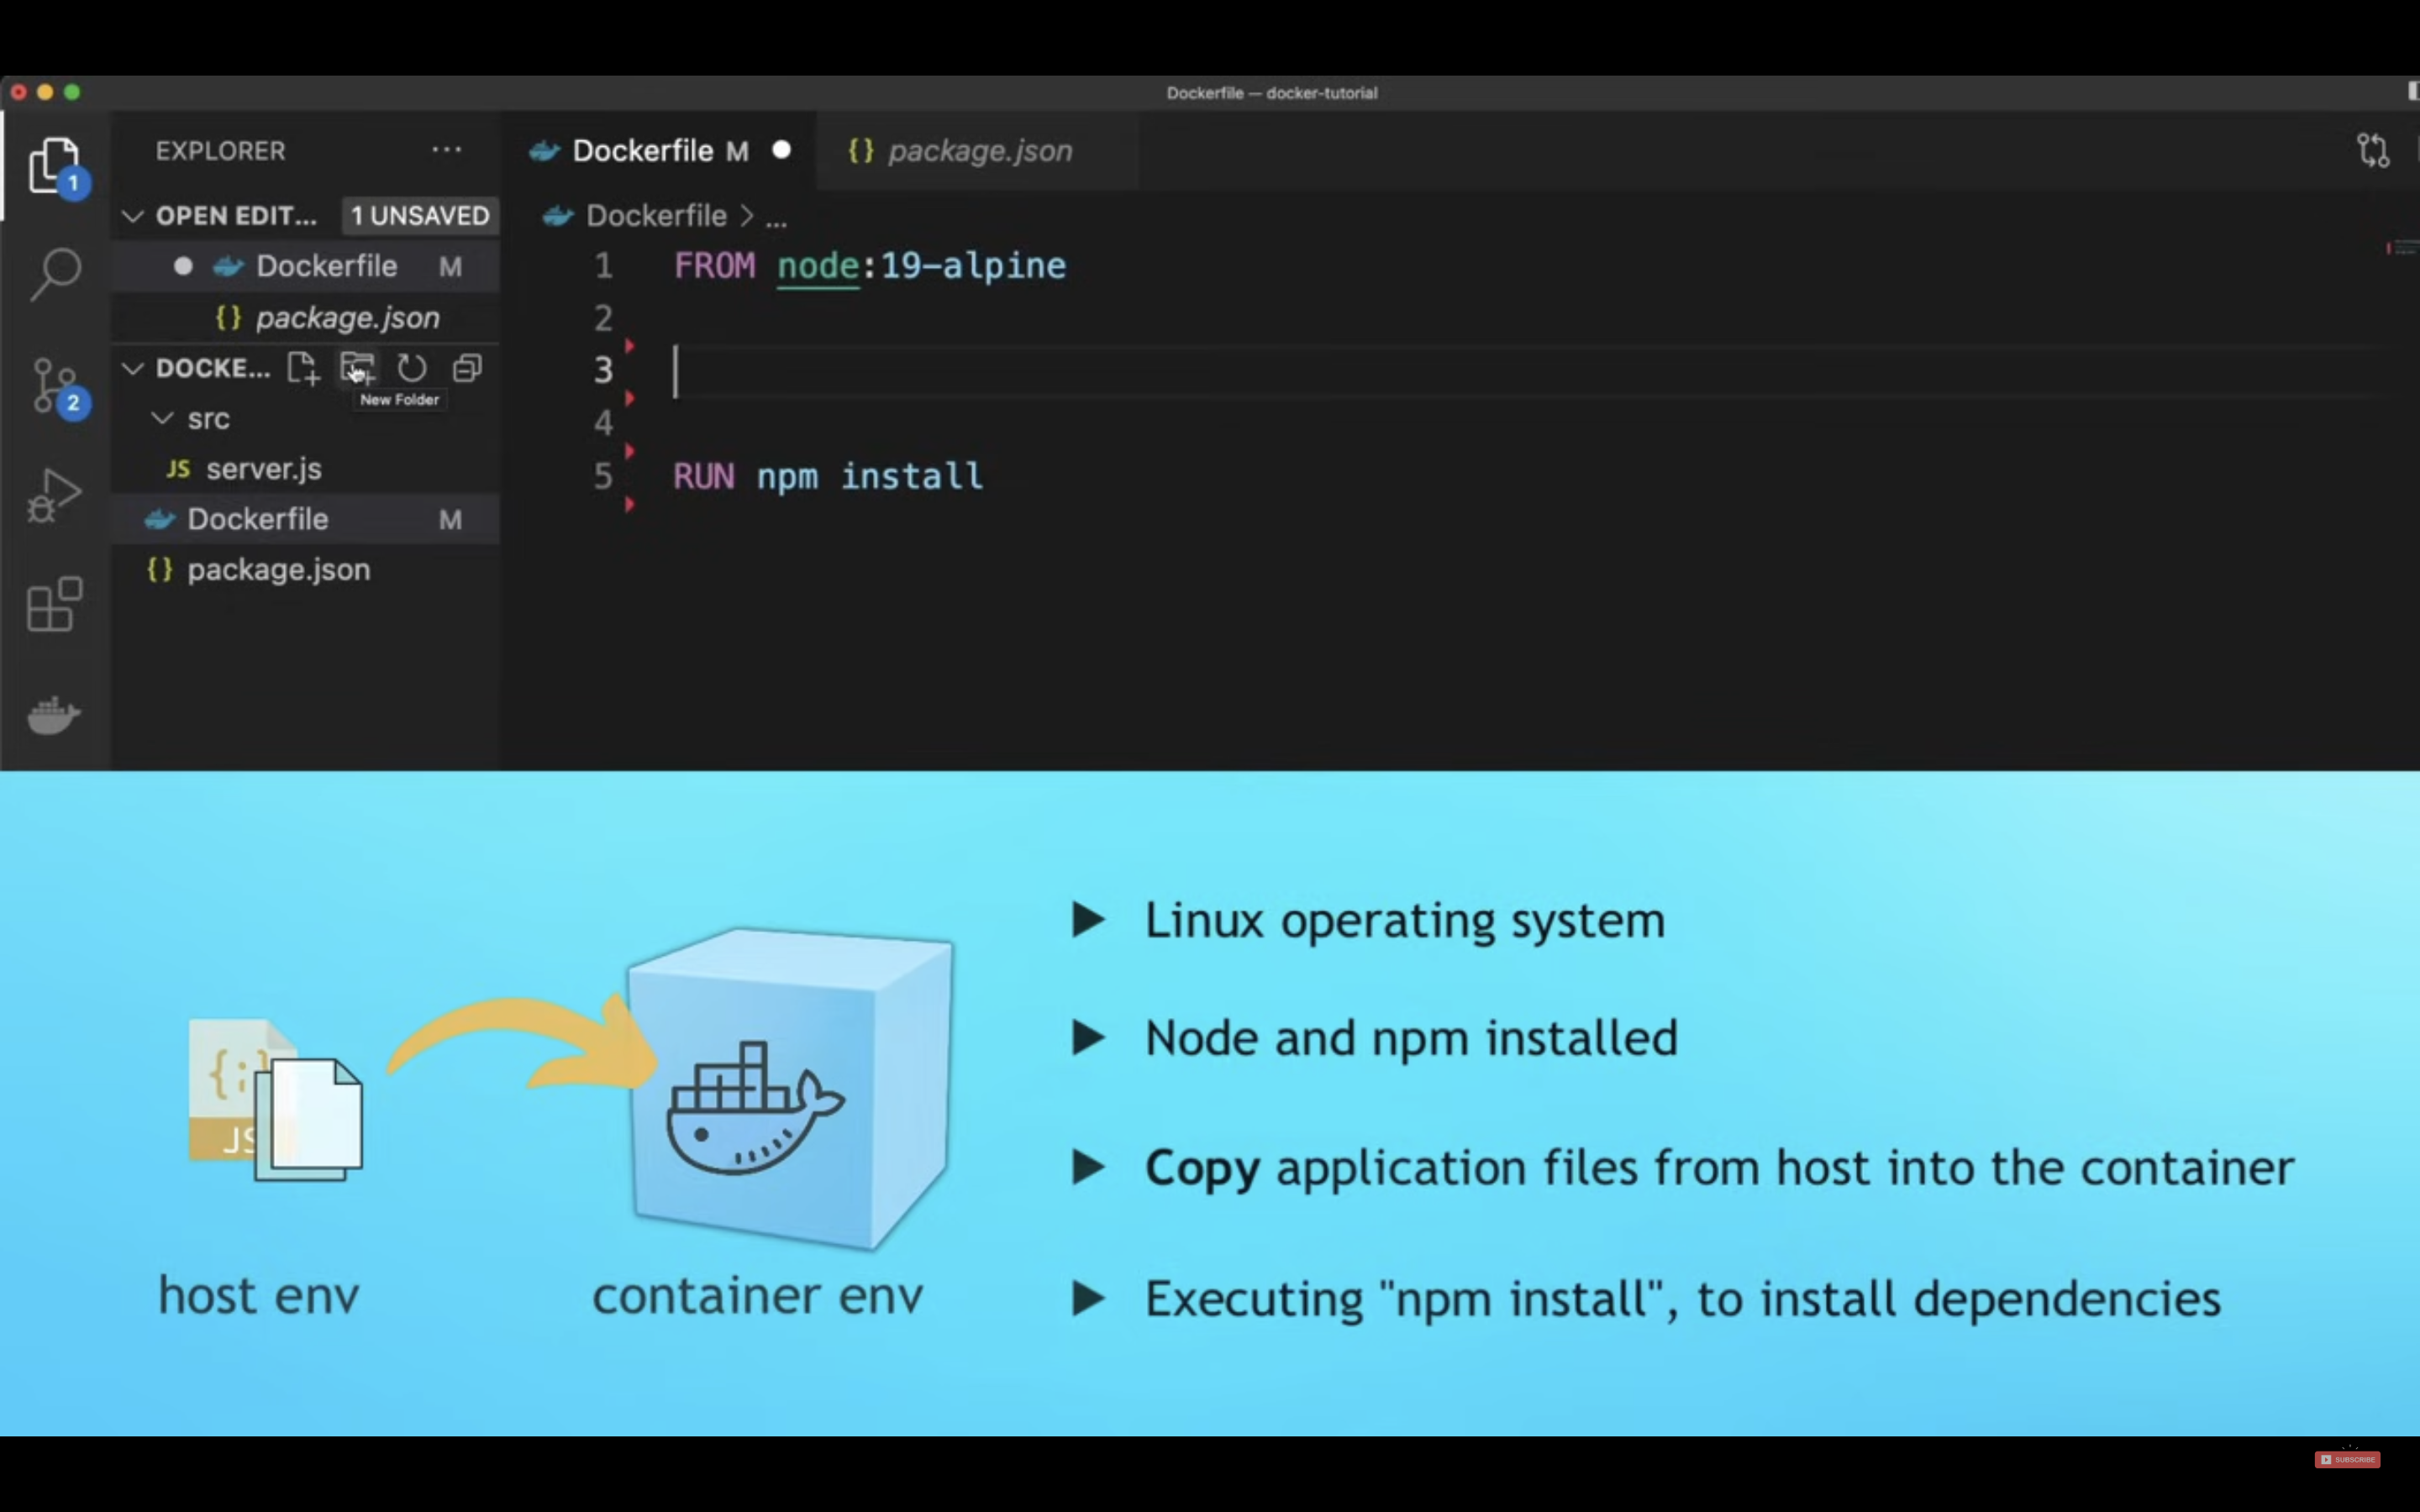 Dockerfile — docker-tutorial
EXPLORER ···
Dockerfile M
{} package.json
1
OPEN EDIT... 1 UNSAVED
Dockerfile > ...
Dockerfile M
{} package.json
DOCKE...
New Folder
src
JS server.js
Dockerfile M
{} package.json
2
1 FROM node:19-alpine
2
3
4
5 RUN npm install
{;}
JS
host env
container env
Linux operating system
Node and npm installed
Copy application files from host into the container
Executing "npm install", to install dependencies
SUBSCRIBE